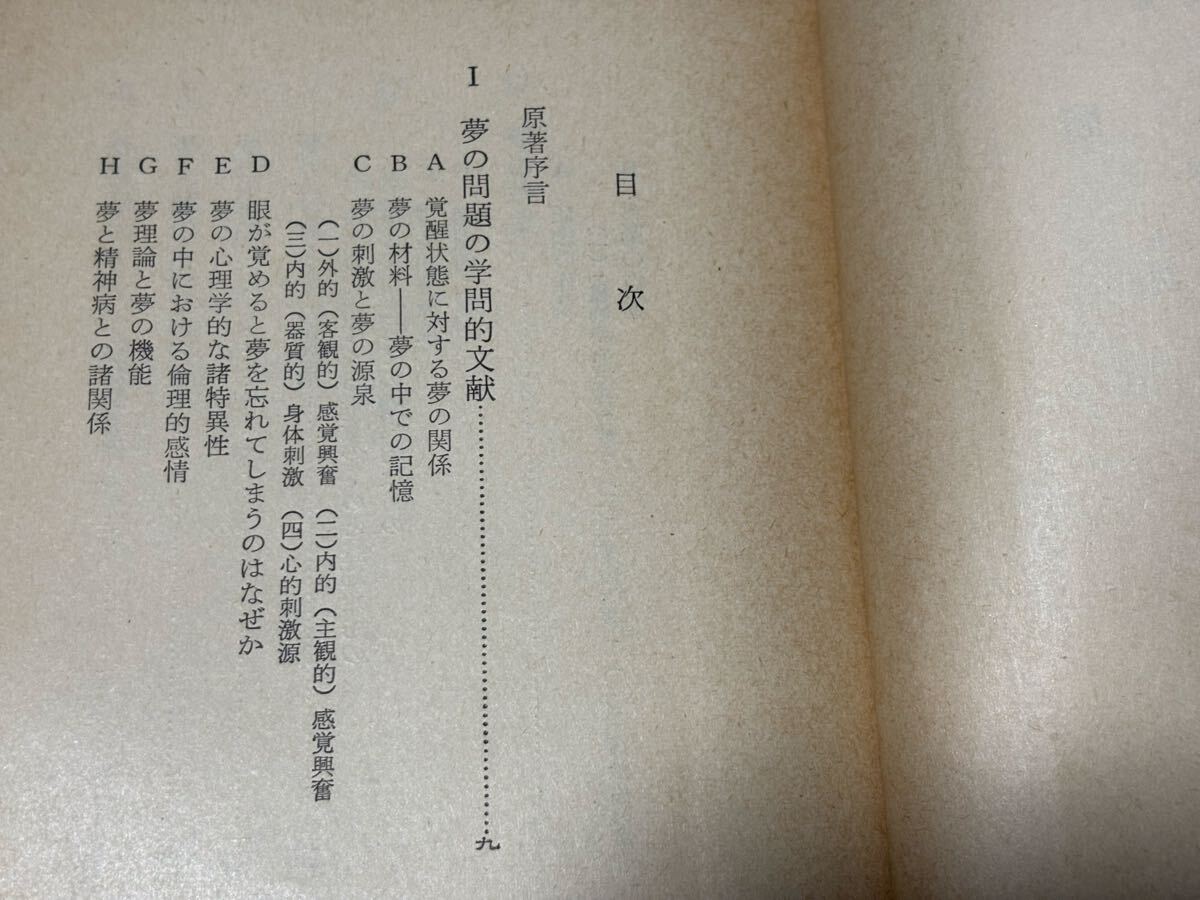 目次
原著序言
I 夢の問題の学問的文献……………………………………九
A 覚醒状態に対する夢の関係
B 夢の材料――夢の中での記憶
C 夢の刺激と夢の源泉
(一)外的(客観的)感覚興奮 (二)内的(主観的)感覚興奮
(三)内的(器質的)身体刺激 (四)心的刺激源
D 眼が覚めると夢を忘れてしまうのはなぜか
E 夢の心理学的な諸特異性
F 夢の中における倫理的感情
G 夢理論と夢の機能
H 夢と精神病との諸関係